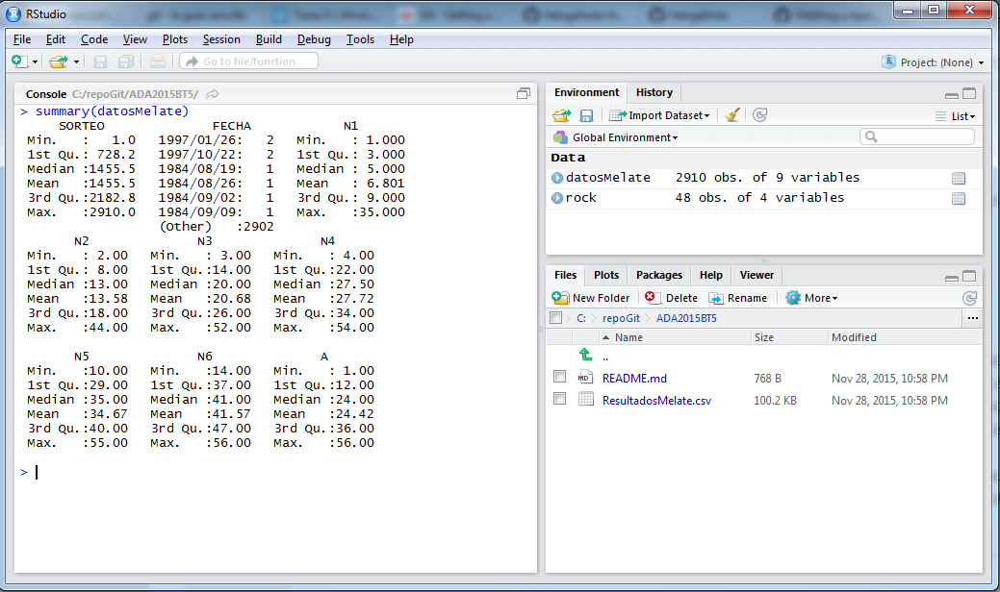 RStudio
File Edit Code View Plots Session Build Debug Tools Help
Go to file/function Project: (None)
Console C:/repoGit/ADA2015BT5/
> summary(datosMelate)
SORTEO FECHA N1
Min. : 1.0 1997/01/26: 2 Min. : 1.000
1st Qu.: 728.2 1997/10/22: 2 1st Qu.: 3.000
Median :1455.5 1984/08/19: 1 Median : 5.000
Mean :1455.5 1984/08/26: 1 Mean : 6.801
3rd Qu.:2182.8 1984/09/02: 1 3rd Qu.: 9.000
Max. :2910.0 1984/09/09: 1 Max. :35.000
(Other) :2902
N2 N3 N4
Min. : 2.00 Min. : 3.00 Min. : 4.00
1st Qu.: 8.00 1st Qu.:14.00 1st Qu.:22.00
Median :13.00 Median :20.00 Median :27.50
Mean :13.58 Mean :20.68 Mean :27.72
3rd Qu.:18.00 3rd Qu.:26.00 3rd Qu.:34.00
Max. :44.00 Max. :52.00 Max. :54.00
N5 N6 A
Min. :10.00 Min. :14.00 Min. : 1.00
1st Qu.:29.00 1st Qu.:37.00 1st Qu.:12.00
Median :35.00 Median :41.00 Median :24.00
Mean :34.67 Mean :41.57 Mean :24.42
3rd Qu.:40.00 3rd Qu.:47.00 3rd Qu.:36.00
Max. :55.00 Max. :56.00 Max. :56.00
>
Environment History
Import Dataset List
Global Environment
Data
datosMelate 2910 obs. of 9 variables
rock 48 obs. of 4 variables
Files Plots Packages Help Viewer
New Folder Delete Rename More
C: repoGit ADA2015BT5 ...
Name Size Modified
..
MD README.md 768 B Nov 28, 2015, 10:58 PM
ResultadosMelate.csv 100.2 KB Nov 28, 2015, 10:58 PM